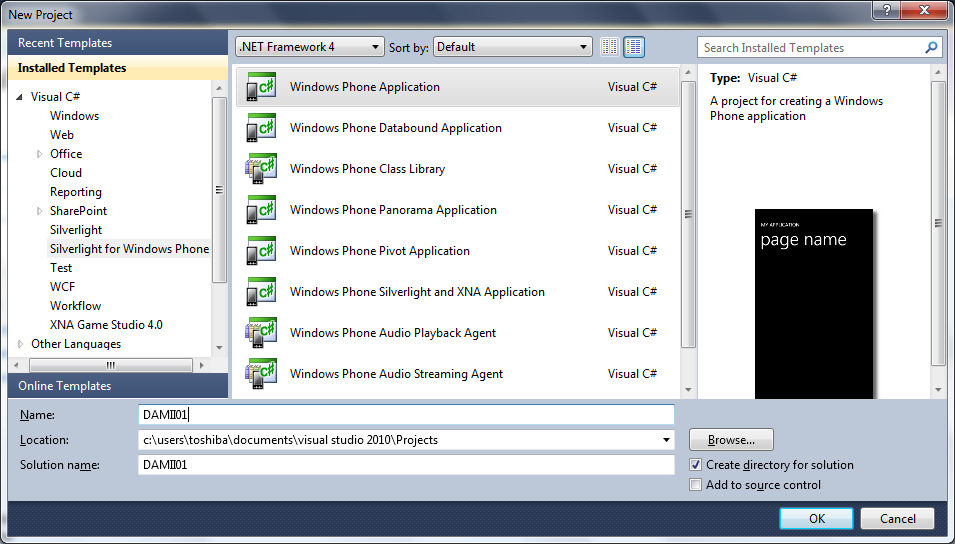 New Project
Recent Templates
Installed Templates
Visual C#
Windows
Web
Office
Cloud
Reporting
SharePoint
Silverlight
Silverlight for Windows Phone
Test
WCF
Workflow
XNA Game Studio 4.0
Other Languages
Online Templates
.NET Framework 4 Sort by: Default
Windows Phone Application Visual C#
Windows Phone Databound Application Visual C#
Windows Phone Class Library Visual C#
Windows Phone Panorama Application Visual C#
Windows Phone Pivot Application Visual C#
Windows Phone Silverlight and XNA Application Visual C#
Windows Phone Audio Playback Agent Visual C#
Windows Phone Audio Streaming Agent Visual C#
Search Installed Templates
Type: Visual C#
A project for creating a Windows
Phone application
MY APPLICATION
page name
Name: DAMII01
Location: c:\users\toshiba\documents\visual studio 2010\Projects
Browse...
Solution name: DAMII01
Create directory for solution
Add to source control
OK Cancel